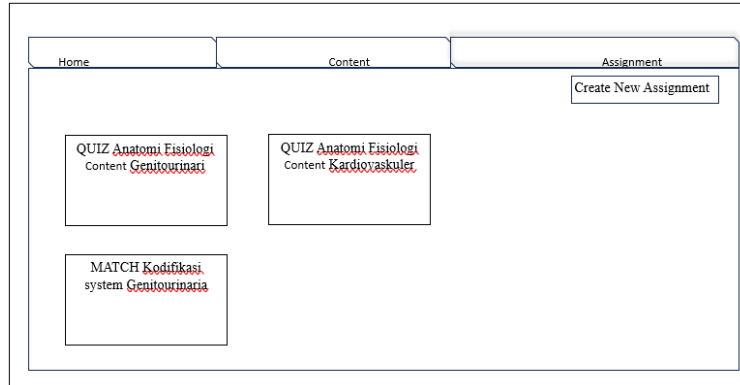 Home
Content
Assignment
Create New Assignment
QUIZ Anatomi Fisiologi
Content Genitourinari
QUIZ Anatomi Fisiologi
Content Kardiovaskuler
MATCH Kodifikasi
system Genitourinaria